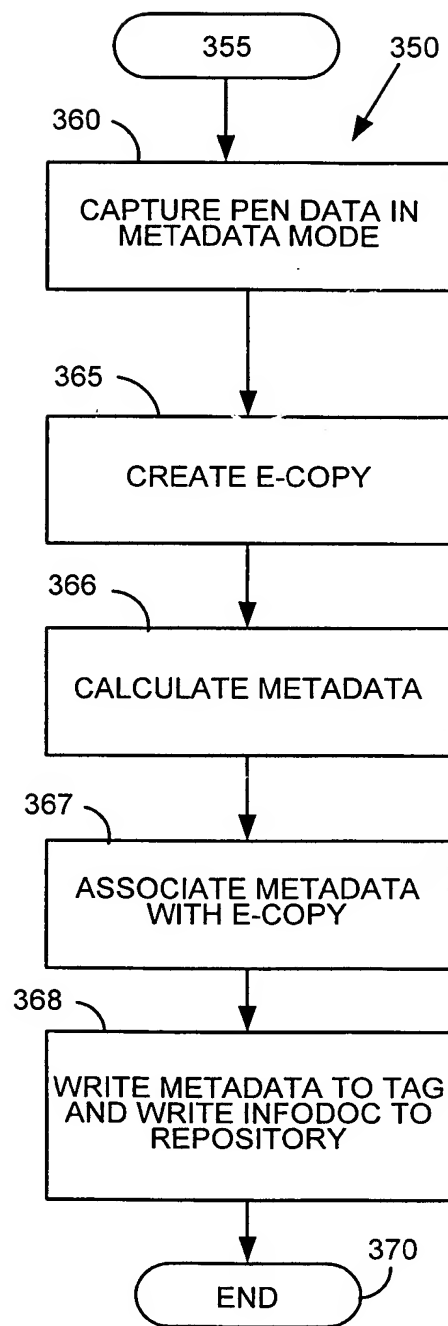 355
350
360
CAPTURE PEN DATA IN
METADATA MODE
365
CREATE E-COPY
366
CALCULATE METADATA
367
ASSOCIATE METADATA
WITH E-COPY
368
WRITE METADATA TO TAG
AND WRITE INFODOC TO
REPOSITORY
370
END